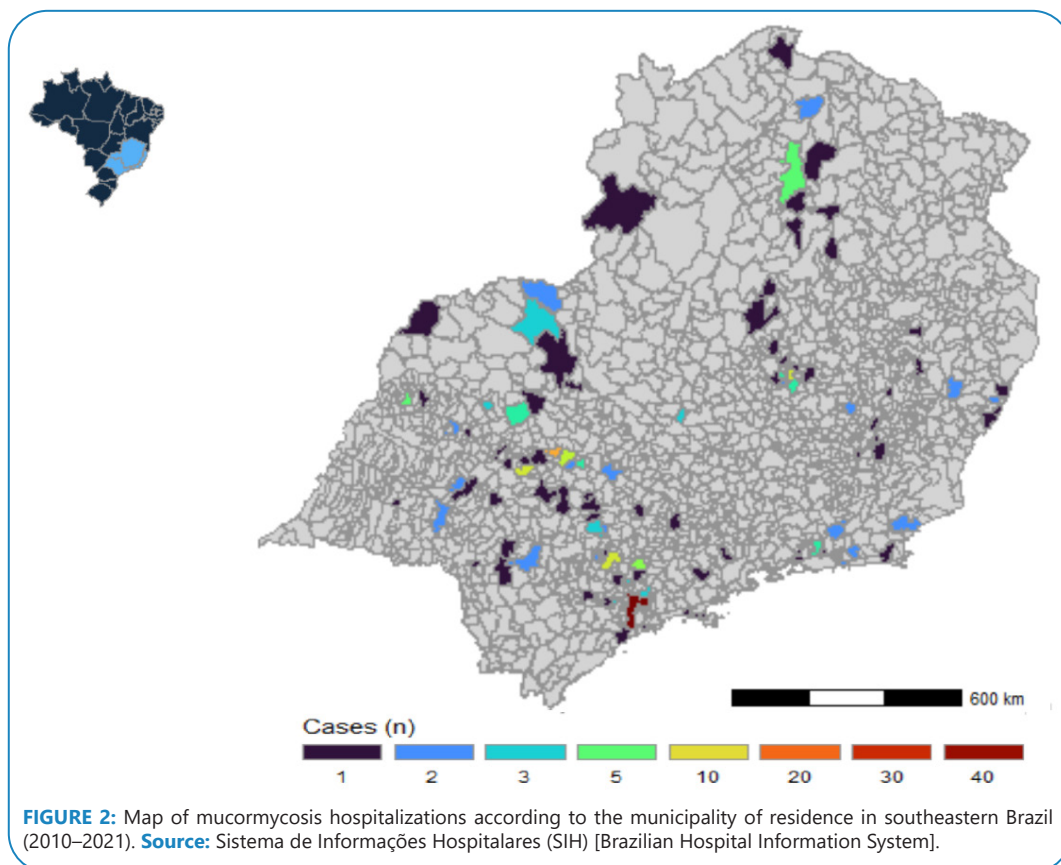 600 km
Cases (n)
1 2 3 5 10 20 30 40
FIGURE 2: Map of mucormycosis hospitalizations according to the municipality of residence in southeastern Brazil
(2010–2021). Source: Sistema de Informações Hospitalares (SIH) [Brazilian Hospital Information System].